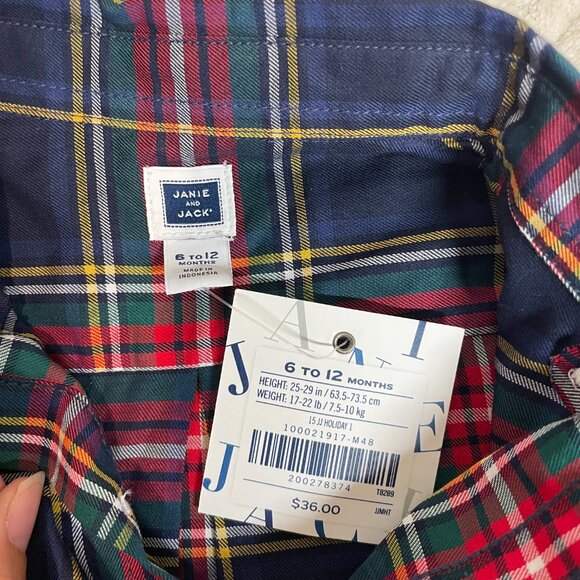 JANIE
AND
JACK®
6 TO 12
MONTHS
MADE IN
INDONESIA
J A N I E
6 TO 12 MONTHS
HEIGHT: 25-29 in / 63.5-73.5 cm
WEIGHT: 17-22 lb / 7.5-10 kg
15 JJ HOLIDAY 1
100021917-M48
200278374
T8289
$36.00
JJMHT
J A C